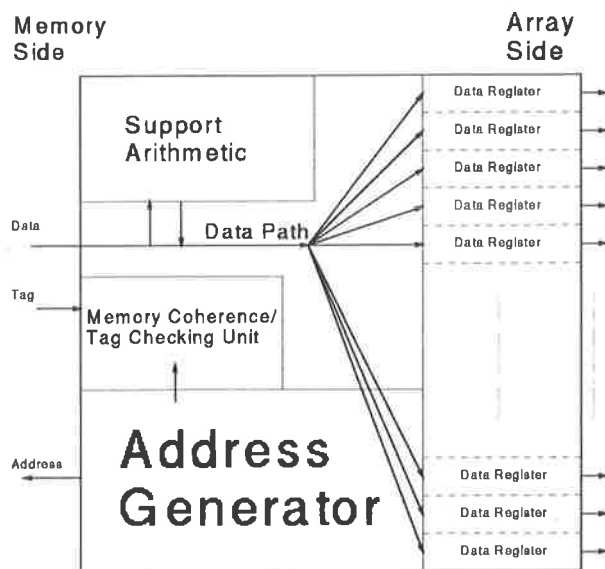 Memory
Side
Array
Side
Support
Arithmetic
Data Register
Data Register
Data Register
Data Register
Data Register
Data
Data Path
Tag
Memory Coherence/
Tag Checking Unit
Address
Address
Generator
Data Register
Data Register
Data Register